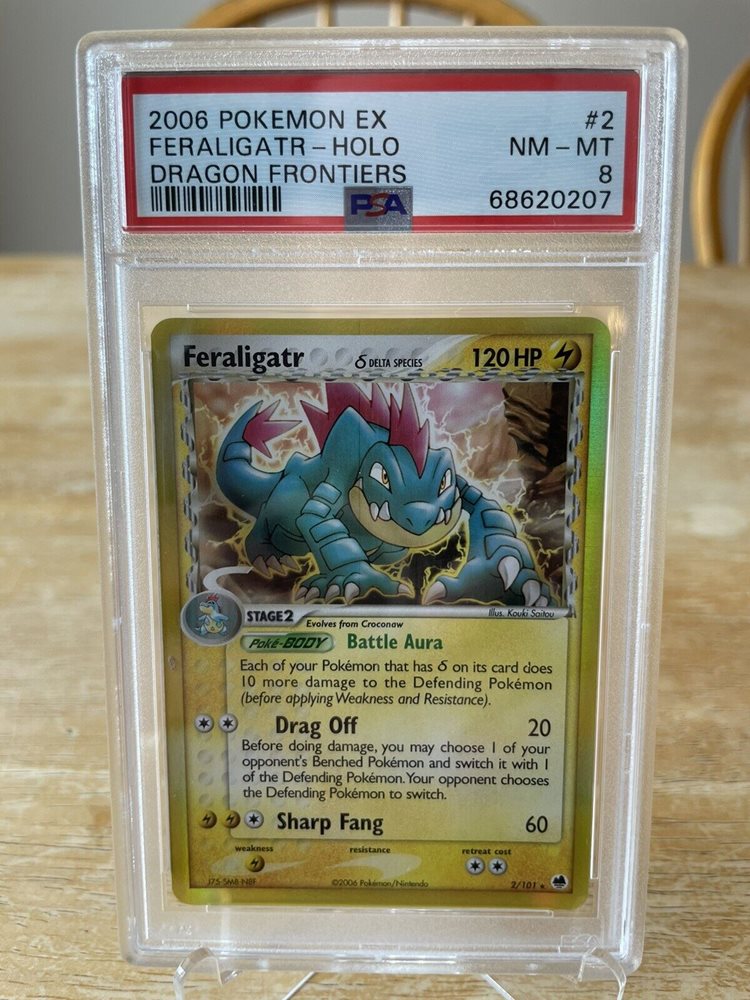 2006 POKEMON EX #2
FERALIGATR - HOLO NM - MT
DRAGON FRONTIERS 8
PSA 68620207
Feraligatr δ DELTA SPECIES 120 HP
Illus. Kouki Saitou
STAGE 2 Evolves from Croconaw
Poké-BODY Battle Aura
Each of your Pokémon that has δ on its card does
10 more damage to the Defending Pokémon
(before applying Weakness and Resistance).
Drag Off 20
Before doing damage, you may choose 1 of your
opponent's Benched Pokémon and switch it with 1
of the Defending Pokémon. Your opponent chooses
the Defending Pokémon to switch.
Sharp Fang 60
weakness resistance retreat cost
©2006 Pokémon/Nintendo 2/101 ★